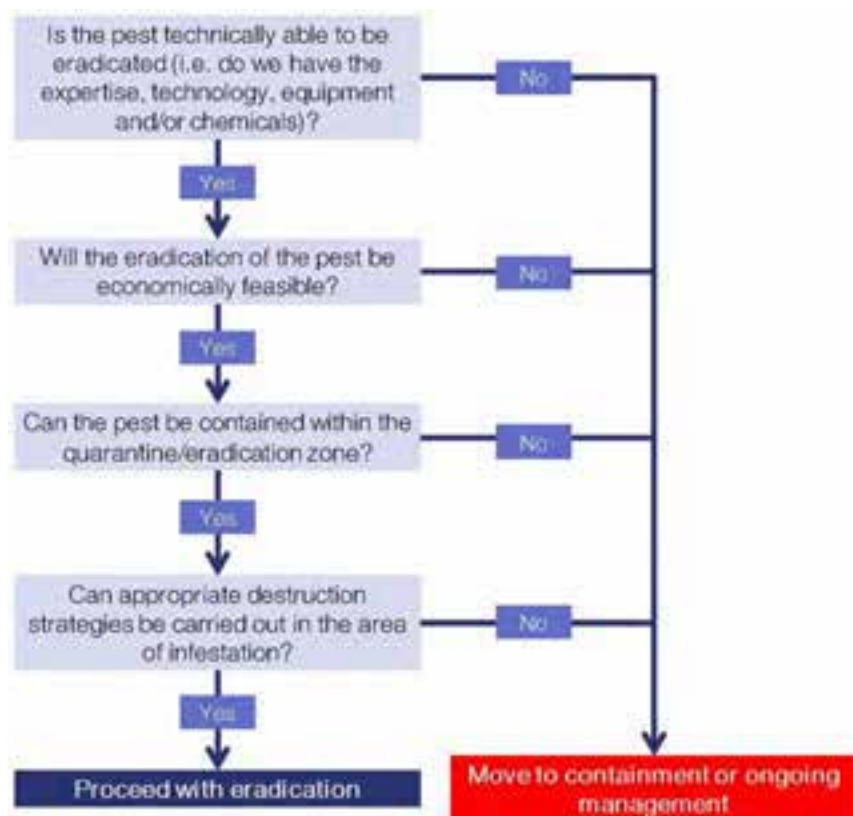 Is the pest technically able to be
eradicated (i.e. do we have the
expertise, technology, equipment
and/or chemicals)?
No
Yes
Will the eradication of the pest be
economically feasible?
No
Yes
Can the pest be contained within the
quarantine/eradication zone?
No
Yes
Can appropriate destruction
strategies be carried out in the area
of infestation?
No
Yes
Proceed with eradication
Move to containment or ongoing
management